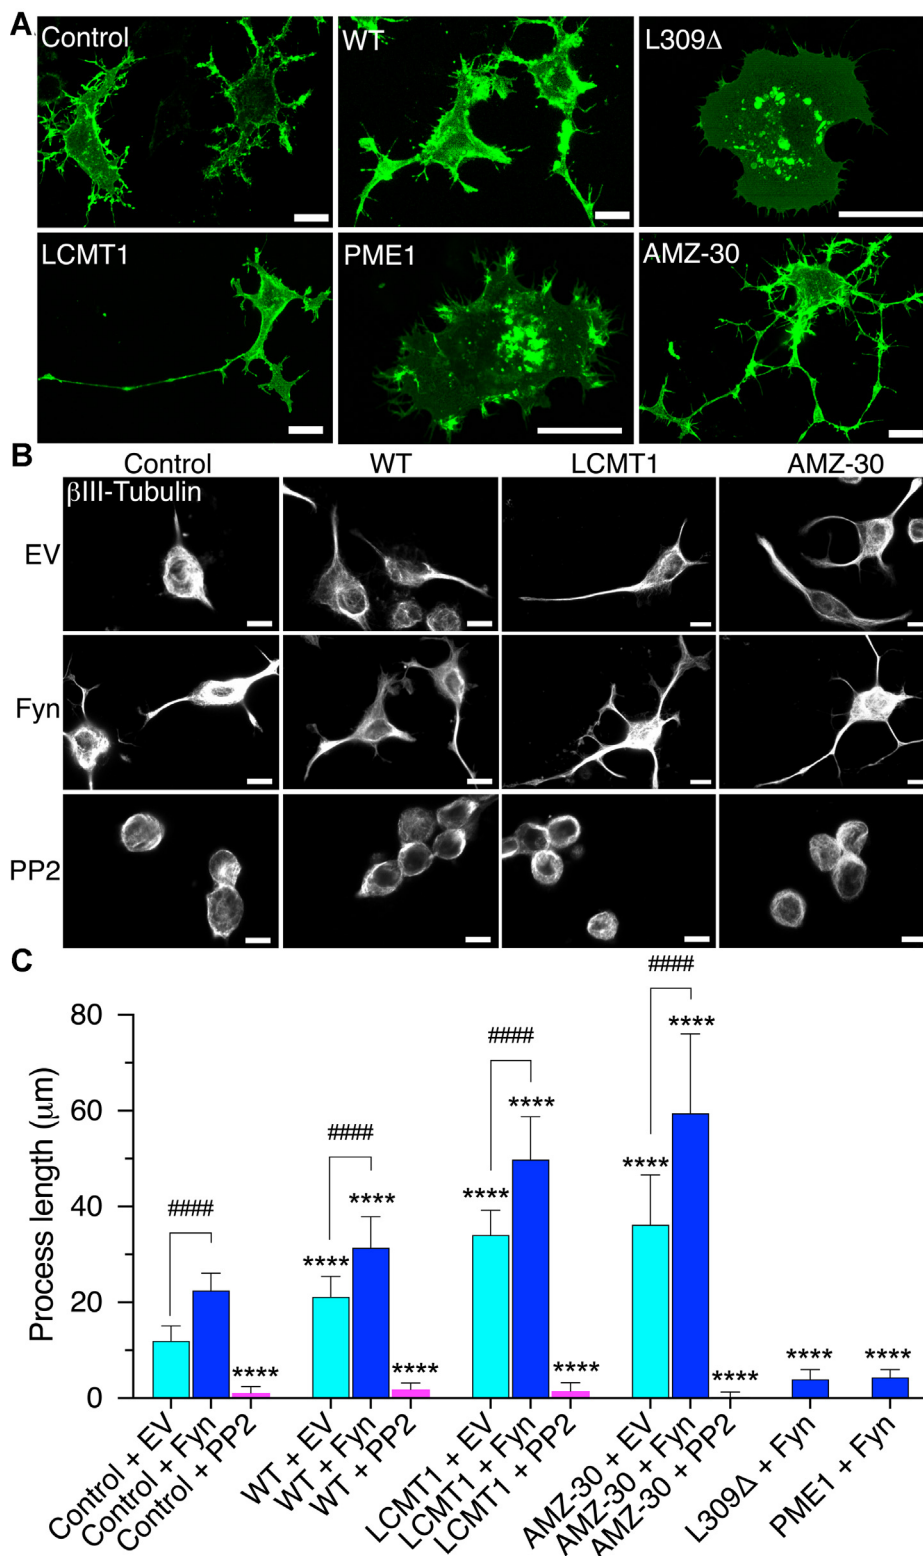 A
Control
WT
L309Δ
LCMT1
PME1
AMZ-30
B
Control
WT
LCMT1
AMZ-30
βIII-Tubulin
EV
Fyn
PP2
C
Process length (μm)
80
60
40
20
0
####
****
####
****
****
****
####
****
****
****
####
****
****
****
****
****
Control + EV
Control + Fyn
Control + PP2
WT + EV
WT + Fyn
WT + PP2
LCMT1 + EV
LCMT1 + Fyn
LCMT1 + PP2
AMZ-30 + EV
AMZ-30 + Fyn
AMZ-30 + PP2
L309Δ + Fyn
PME1 + Fyn